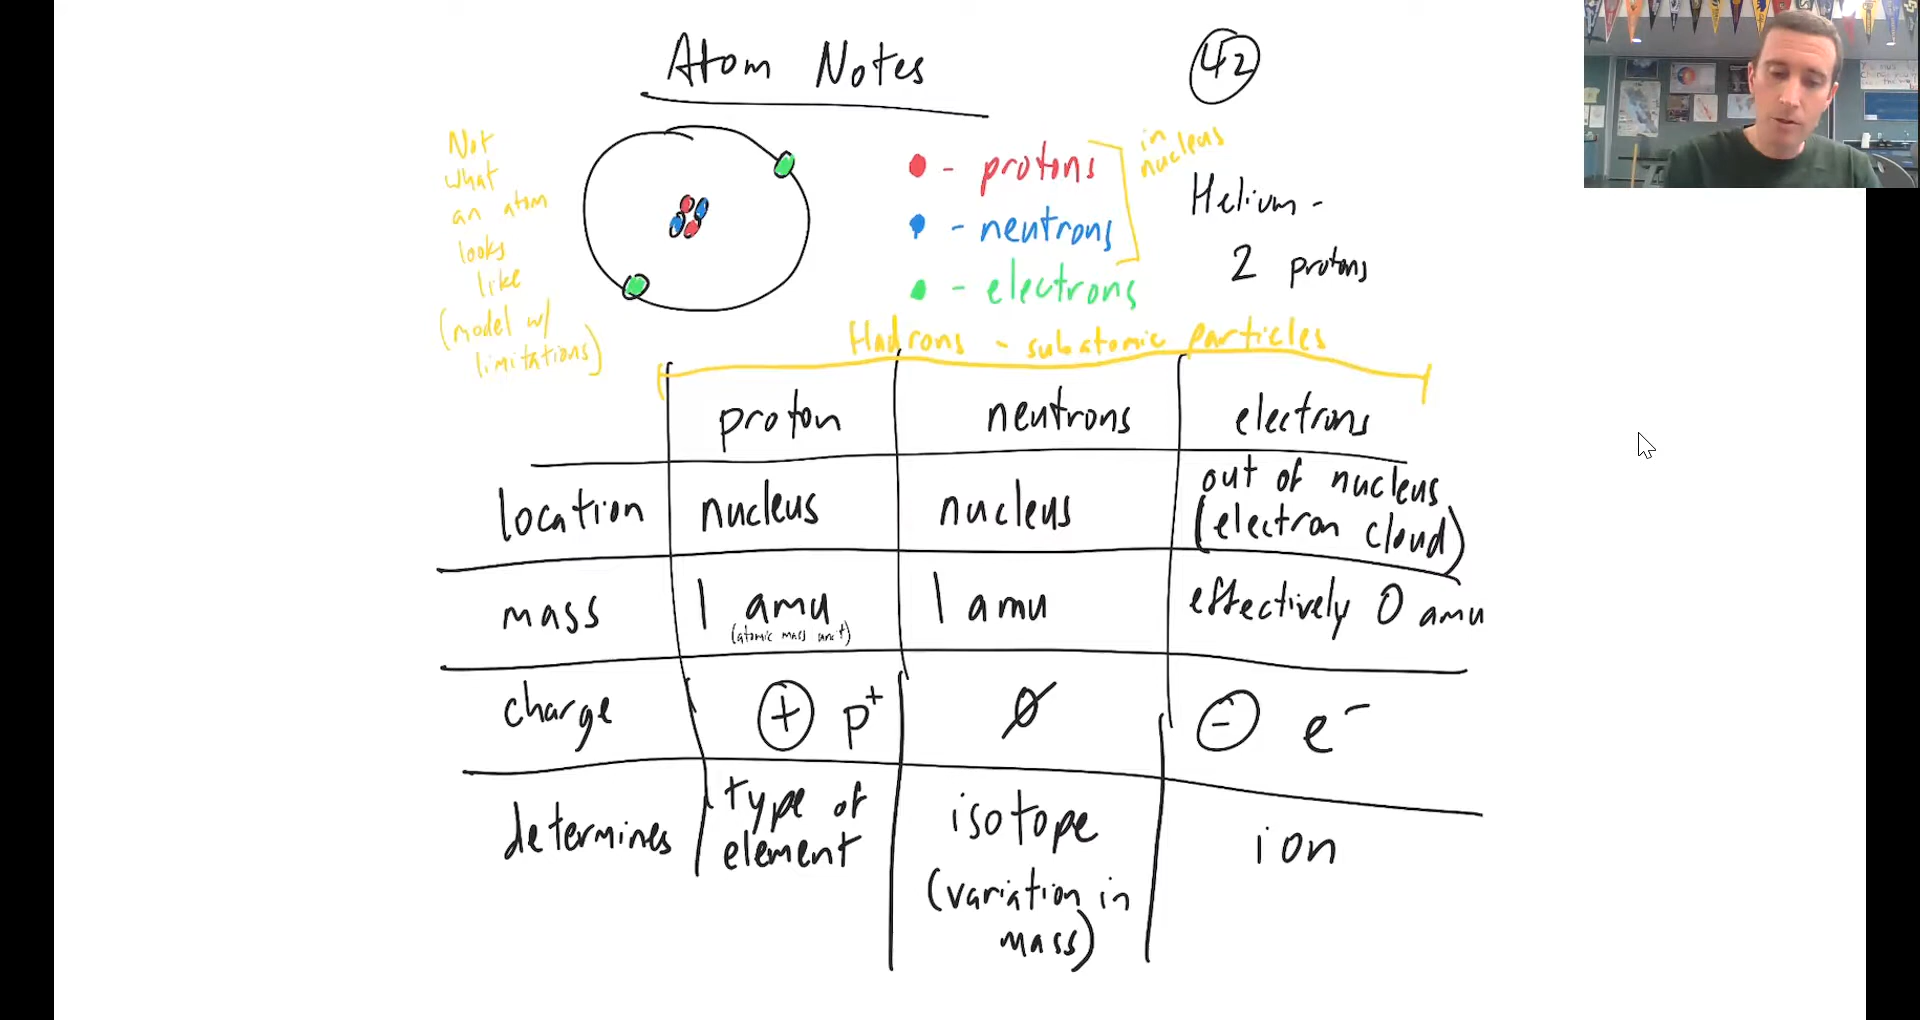 Atom Notes
42
Not
what
an atom
looks
like
(model w/
limitations)
- protons
- neutrons
- electrons
in
nucleus
Helium -
2 protons
Hadrons - subatomic particles
proton neutrons electrons
location nucleus nucleus out of nucleus
(electron cloud)
mass 1 amu 1 amu effectively 0 amu
(atomic mass unit)
charge + p⁺ ∅ - e⁻
determines type of
element
isotope
(variation in
mass)
ion